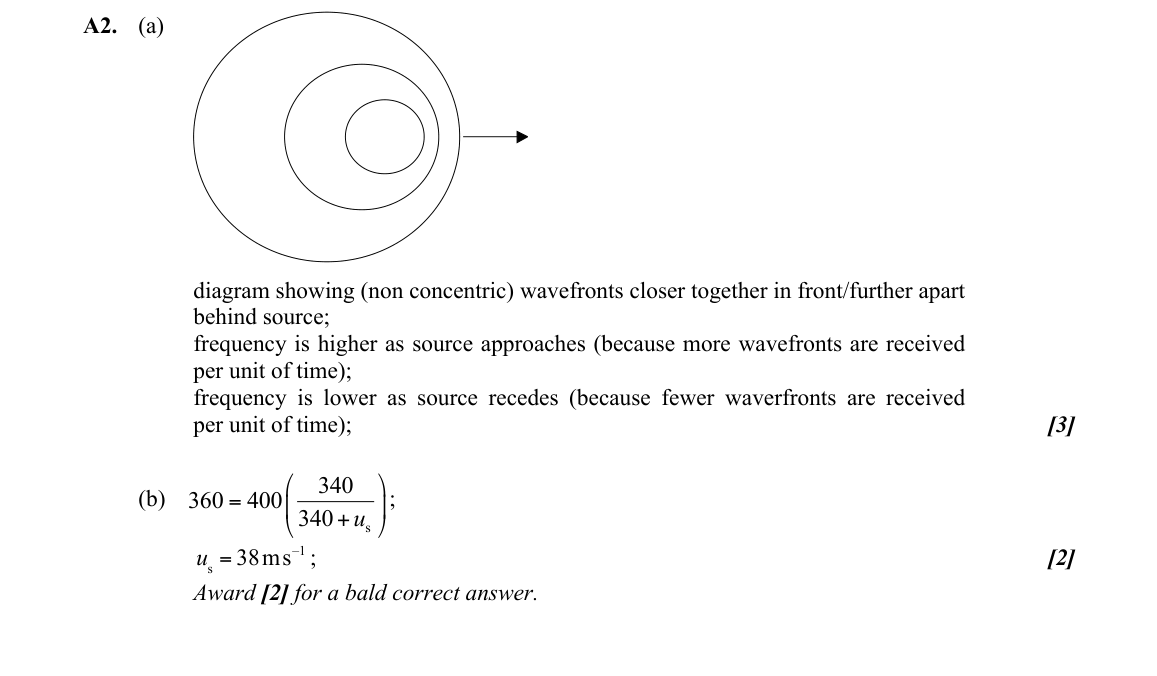 A2. (a)
diagram showing (non concentric) wavefronts closer together in front/further apart
behind source;
frequency is higher as source approaches (because more wavefronts are received
per unit of time);
frequency is lower as source recedes (because fewer waverfronts are received
per unit of time); [3]
(b) 360 = 400(340/(340 + uₛ));
uₛ = 38 m s⁻¹; [2]
Award [2] for a bald correct answer.